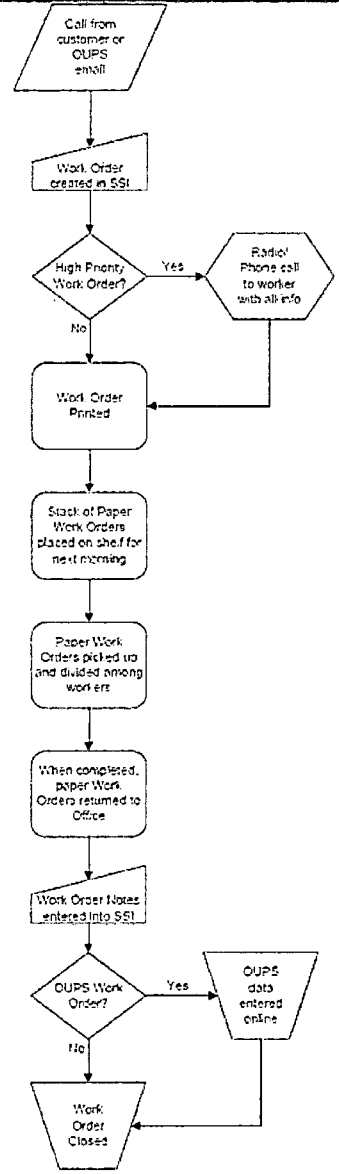 Call from
customer or
OUPS
email
Work Order
created in SSI
High Priority
Work Order?
Yes
Radio/
Phone call
to worker
with all info
No
Work Order
Printed
Stack of Paper
Work Orders
placed on shelf for
next morning
Paper Work
Orders picked up
and divided among
workers
When completed,
paper Work
Orders returned to
Office
Work Order Notes
entered into SSI
OUPS Work
Order?
Yes
OUPS
data
entered
online
No
Work
Order
Closed